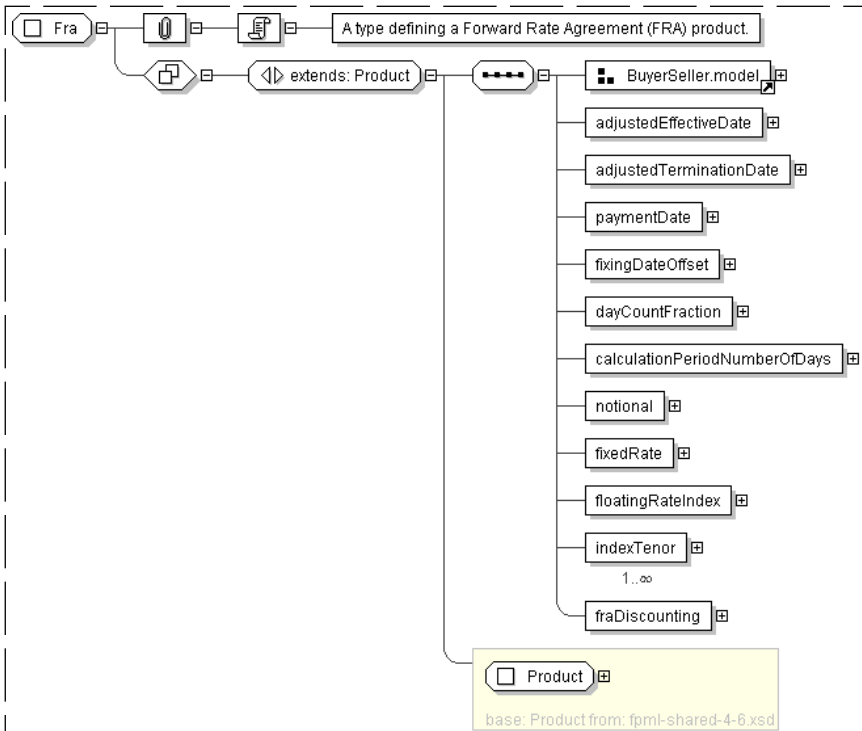 Fra
A type defining a Forward Rate Agreement (FRA) product.
extends: Product
BuyerSeller.model
adjustedEffectiveDate
adjustedTerminationDate
paymentDate
fixingDateOffset
dayCountFraction
calculationPeriodNumberOfDays
notional
fixedRate
floatingRateIndex
indexTenor
1..∞
fraDiscounting
Product
base: Product from: fpml-shared-4-6.xsd